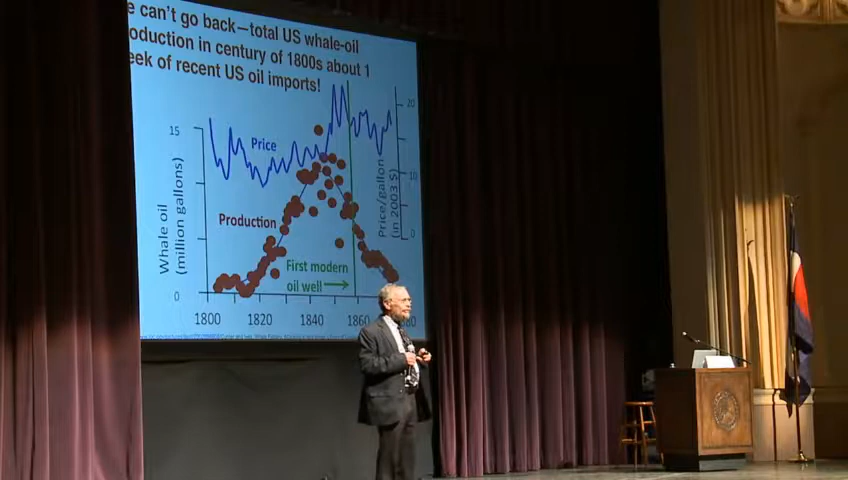 e can't go back—total US whale-oil
oduction in century of 1800s about 1
eek of recent US oil imports!
20
15
Price
10
Price/gallon
(in 2003 $)
Whale oil
(million gallons)
Production
0
First modern
oil well
0
1800 1820 1840 1860 80